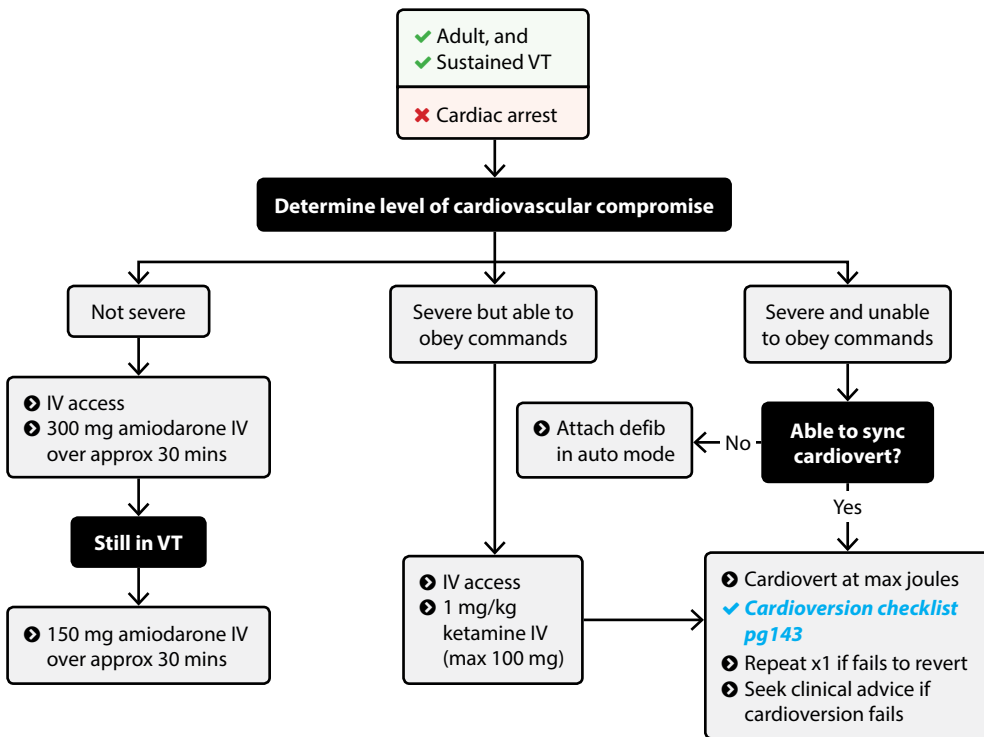 Adult, and
Sustained VT
Cardiac arrest
Determine level of cardiovascular compromise
Not severe
Severe but able to
obey commands
Severe and unable
to obey commands
IV access
300 mg amiodarone IV
over approx 30 mins
Attach defib
in auto mode
No
Able to sync
cardiovert?
Yes
Still in VT
150 mg amiodarone IV
over approx 30 mins
IV access
1 mg/kg
ketamine IV
(max 100 mg)
Cardiovert at max joules
Cardioversion checklist
pg143
Repeat x1 if fails to revert
Seek clinical advice if
cardioversion fails